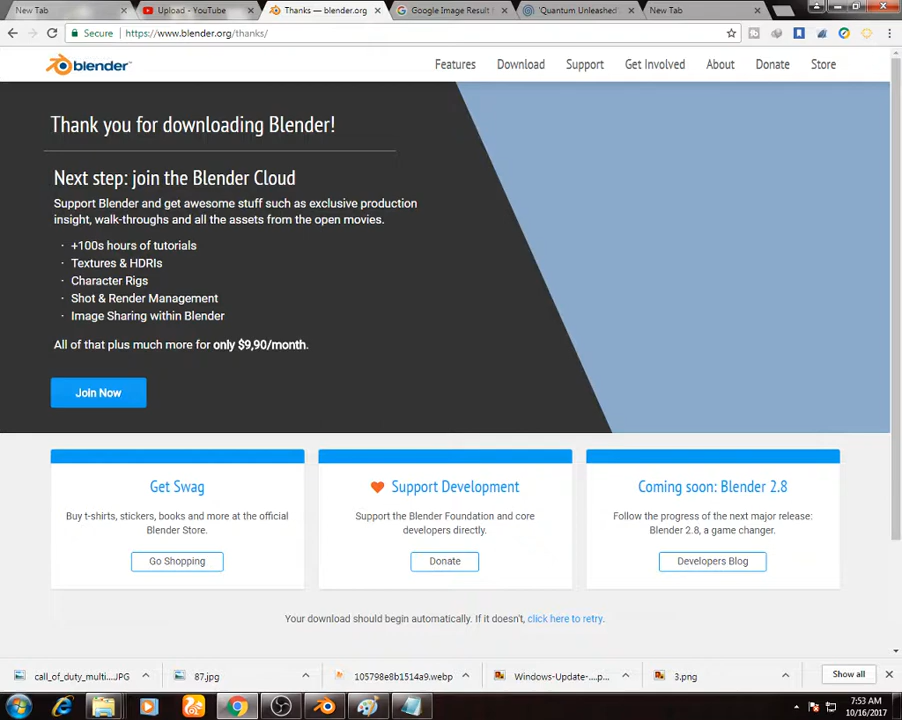 New Tab
Upload - YouTube
Thanks — blender.org
Google Image Result
'Quantum Unleashed'
New Tab
Secure
https://www.blender.org/thanks/
blender
Features
Download
Support
Get Involved
About
Donate
Store
Thank you for downloading Blender!
Next step: join the Blender Cloud
Support Blender and get awesome stuff such as exclusive production
insight, walk-throughs and all the assets from the open movies.
· +100s hours of tutorials
· Textures & HDRIs
· Character Rigs
· Shot & Render Management
· Image Sharing within Blender
All of that plus much more for only $9,90/month.
Join Now
Get Swag
Buy t-shirts, stickers, books and more at the official
Blender Store.
Go Shopping
Support Development
Support the Blender Foundation and core
developers directly.
Donate
Coming soon: Blender 2.8
Follow the progress of the next major release:
Blender 2.8, a game changer.
Developers Blog
Your download should begin automatically. If it doesn't, click here to retry.
call_of_duty_multi....JPG
87.jpg
105798e8b1514a9.webp
Windows-Update-....p...
3.png
Show all
7:53 AM
10/16/2017